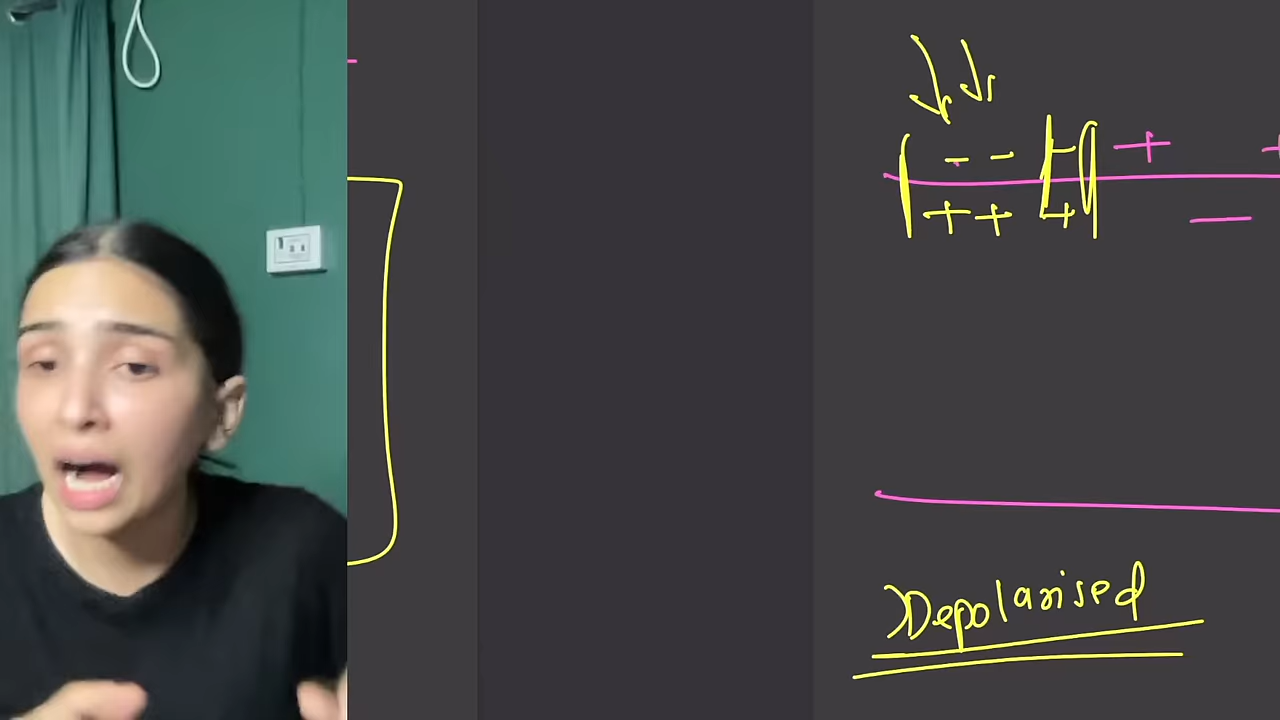 - - - +
+ + +
-
Depolarised